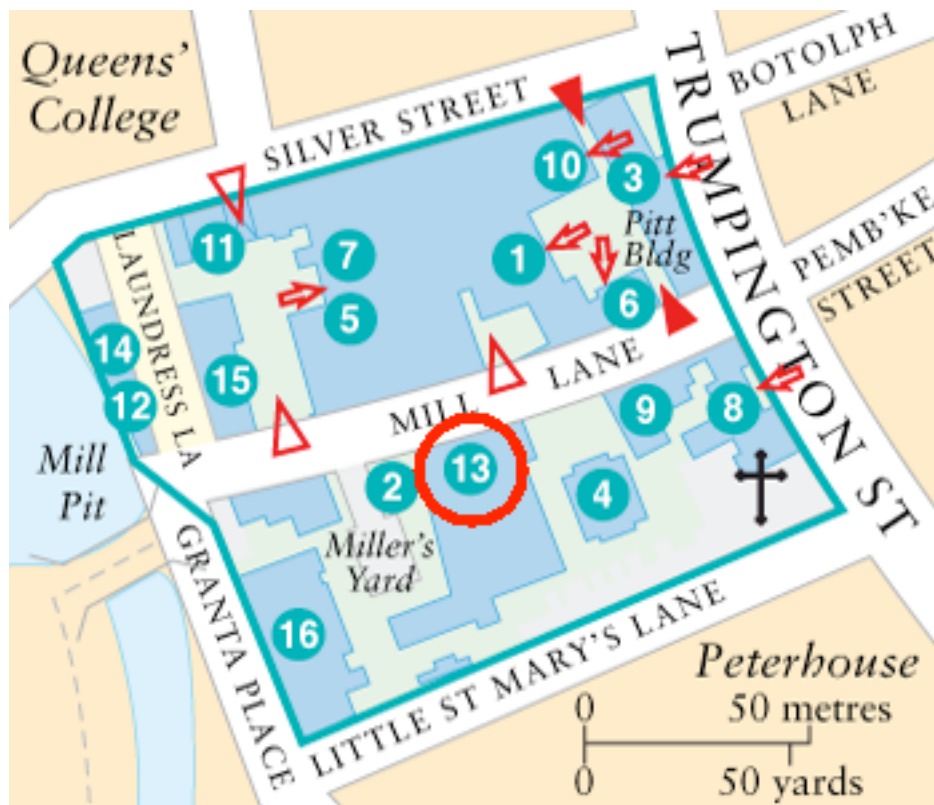 Queens'
College
SILVER STREET
TRUMPINGTON ST
BOTOLPH
LANE
PEMB'KE
STREET
10
3
11
7
1
Pitt
Bldg
5
6
LAUNDRESS LA
14
12
15
MILL LANE
9
8
Mill
Pit
2
13
4
Miller's
Yard
GRANTA PLACE
16
LITTLE ST MARY'S LANE
Peterhouse
0 50 metres
0 50 yards